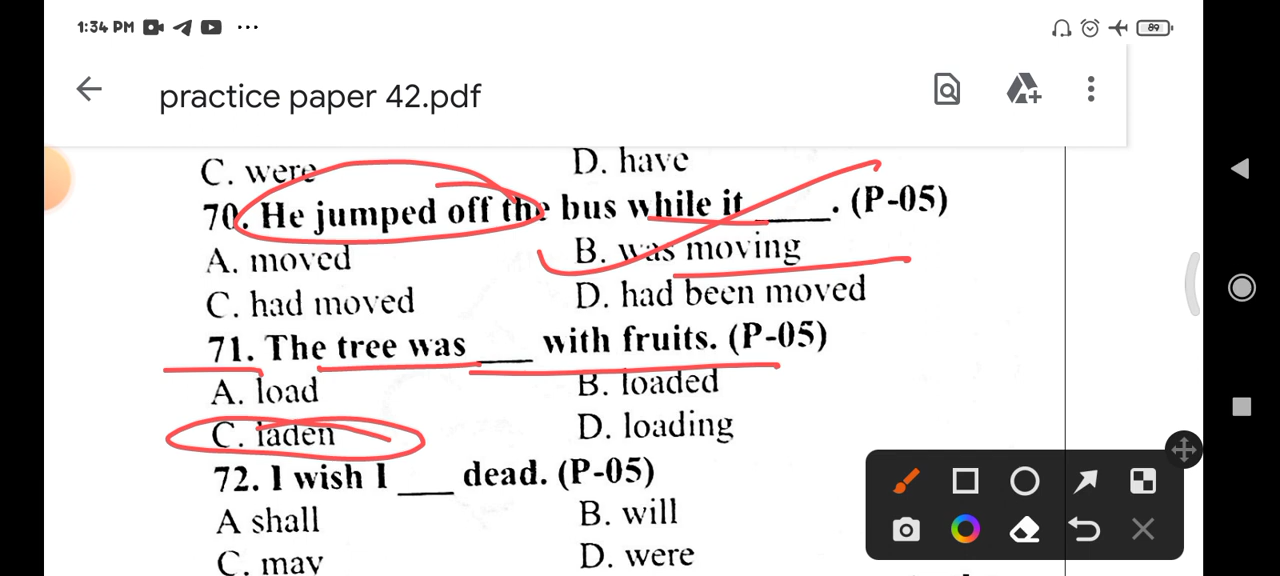 1:34 PM ... 89
practice paper 42.pdf
C. were D. have
70. He jumped off the bus while it ____. (P-05)
A. moved B. was moving
C. had moved D. had been moved
71. The tree was ___ with fruits. (P-05)
A. load B. loaded
C. laden D. loading
72. I wish I ___ dead. (P-05)
A shall B. will
C. may D. were